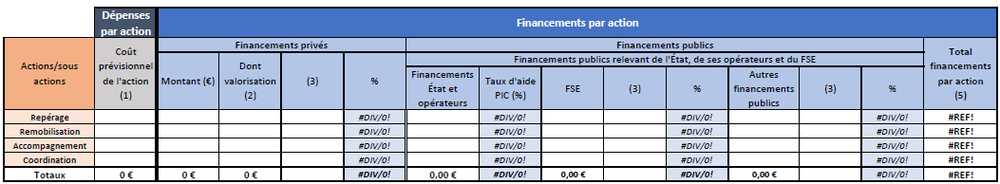 Dépenses par action Financements par action
Financements privés Financements publics
Financements publics relevant de l'État, de ses opérateurs et du FSE
Actions/sous actions
Coût prévisionnel de l'action (1)
Montant (€)
Dont valorisation (2)
(3)
%
Financements État et opérateurs
Taux d'aide PIC (%)
FSE
(3)
%
Autres financements publics
(3)
%
Total financements par action (5)
Repérage #DIV/0! #DIV/0! #DIV/0! #DIV/0! #REF!
Remobilisation #DIV/0! #DIV/0! #DIV/0! #DIV/0! #REF!
Accompagnement #DIV/0! #DIV/0! #DIV/0! #DIV/0! #REF!
Coordination #DIV/0! #DIV/0! #DIV/0! #DIV/0! #REF!
Totaux 0 € 0 € 0 € #DIV/0! 0,00 € #DIV/0! 0,00 € #DIV/0! 0,00 € #DIV/0! #REF!